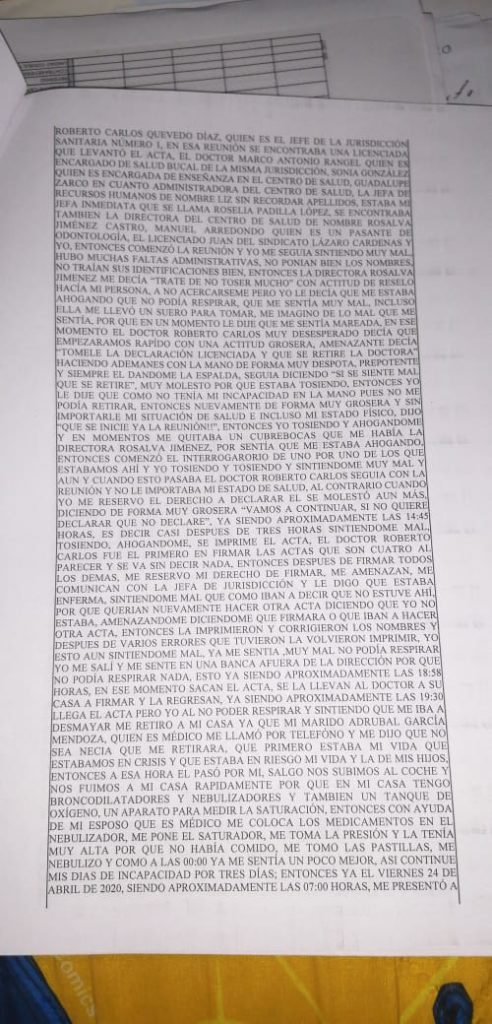 ROBERTO CARLOS QUEVEDO DÍAZ, QUIEN ES EL JEFE DE LA JURISDICCIÓN
SANITARIA NÚMERO 1, EN ESA REUNIÓN SE ENCONTRABA UNA LICENCIADA
QUE LEVANTÓ EL ACTA, EL DOCTOR MARCO ANTONIO RANGEL QUIEN ES
ENCARGADO DE SALUD BUCAL DE LA MISMA JURISDICCIÓN, SONIA GONZÁLEZ
QUIEN ES ENCARGADA DE ENSEÑANZA EN EL CENTRO DE SALUD, GUADALUPE
ZARCO EN CUANTO ADMINISTRADORA DEL CENTRO DE SALUD, LA JEFA DE
RECURSOS HUMANOS DE NOMBRE LIZ SIN RECORDAR APELLIDOS, ESTABA MI
JEFA INMEDIATA QUE SE LLAMA ROSELIA PADILLA LÓPEZ, SE ENCONTRABA
TAMBIEN LA DIRECTORA DEL CENTRO DE SALUD DE NOMBRE ROSALVA
JIMÉNEZ CASTRO, MANUEL ARREDONDO QUIEN ES UN PASANTE DE
ODONTOLOGÍA, EL LICENCIADO JUAN DEL SINDICATO LÁZARO CARDENAS Y
YO, ENTONCES COMENZÓ LA REUNIÓN Y YO ME SEGUIA SINTIENDO MUY MAL,
HUBO MUCHAS FALTAS ADMINISTRATIVAS, NO PONIAN BIEN LOS NOMBRES,
NO TRAÍAN SUS IDENTIFICACIONES BIEN, ENTONCES LA DIRECTORA ROSALVA
JIMENEZ ME DECÍA "TRATE DE NO TOSER MUCHO" CON ACTITUD DE RESELO
HACÍA MI PERSONA, A NO ACERCARSEME PERO YO LE DECÍA QUE ME ESTABA
AHOGANDO QUE NO PODÍA RESPIRAR, QUE ME SENTÍA MUY MAL, INCLUSO
ELLA ME LLEVÓ UN SUERO PARA TOMAR, ME IMAGINO DE LO MAL QUE ME
SENTÍA, POR QUE EN UN MOMENTO LE DIJE QUE ME SENTÍA MAREADA, EN ESE
MOMENTO EL DOCTOR ROBERTO CARLOS MUY DESESPERADO DECÍA QUE
EMPEZARAMOS RAPÍDO CON UNA ACTITUD GROSERA, AMENAZANTE DECÍA
"TOMELE LA DECLARACIÓN LICENCIADA Y QUE SE RETIRE LA DOCTORA"
HACIENDO ADEMANES CON LA MANO DE FORMA MUY DESPOTA, PREPOTENTE
Y SIEMPRE EL DANDOME LA ESPALDA, SEGUIA DICIENDO "SI SE SIENTE MAL
QUE SE RETIRE", MUY MOLESTO POR QUE ESTABA TOSIENDO, ENTONCES YO
LE DIJE QUE COMO NO TENÍA MI INCAPACIDAD EN LA MANO PUES NO ME
PODÍA RETIRAR, ENTONCES NUEVAMENTE DE FORMA MUY GROSERA Y SIN
IMPORTARLE MI SITUACIÓN DE SALUD E INCLUSO MI ESTADO FÍSICO, DIJO
"QUE SE INICIE YA LA REUNIÓN!!", ENTONCES YO TOSIENDO Y AHOGANDOME
Y EN MOMENTOS ME QUITABA UN CUBREBOCAS QUE ME HABÍA LA
DIRECTORA ROSALVA JIMENEZ, POR SENTÍA QUE ME ESTABA AHOGANDO,
ENTONCES COMENZÓ EL INTERROGARORIO DE UNO POR UNO DE LOS QUE
ESTABAMOS AHÍ Y YO TOSIENDO Y TOSIENDO Y SINTIENDOME MUY MAL Y
AUN Y CUANDO ESTO PASABA EL DOCTOR ROBERTO CARLOS SEGUIA CON LA
REUNIÓN Y NO LE IMPORTABA MI ESTADO DE SALUD, AL CONTRARIO CUANDO
YO ME RESERVO EL DERECHO A DECLARAR EL SE MOLESTÓ AUN MÁS,
DICIENDO DE FORMA MUY GROSERA "VAMOS A CONTINUAR, SI NO QUIERE
DECLARAR QUE NO DECLARE", YA SIENDO APROXIMADAMENTE LAS 14:45
HORAS, ES DECIR CASI DESPUES DE TRES HORAS SINTIENDOME MAL,
TOSIENDO, AHOGANDOME, SE IMPRIME EL ACTA, EL DOCTOR ROBERTO
CARLOS FUE EL PRIMERO EN FIRMAR LAS ACTAS QUE SON CUATRO AL
PARECER Y SE VA SIN DECIR NADA, ENTONCES DESPUES DE FIRMAR TODOS
LOS DEMAS, ME RESERVO MI DERECHO DE FIRMAR, ME AMENAZAN, ME
COMUNICAN CON LA JEFA DE JURISDICCIÓN Y LE DIGO QUE ESTABA
ENFERMA, SINTIENDOME MAL QUE COMO IBAN A DECIR QUE NO ESTUVE AHÍ,
POR QUE QUERIAN NUEVAMENTE HACER OTRA ACTA DICIENDO QUE YO NO
ESTABA, AMENAZANDOME DICIENDOME QUE FIRMARA O QUE IBAN A HACER
OTRA ACTA, ENTONCES LA IMPRIMIERON Y CORRIGIERON LOS NOMBRES Y
DESPUES DE VARIOS ERRORES QUE TUVIERON LA VOLVIERON IMPRIMIR, YO
ESTO AUN SINTIENDOME MAL, YA ME SENTIA ,MUY MAL NO PODÍA RESPIRAR
YO ME SALÍ Y ME SENTE EN UNA BANCA AFUERA DE LA DIRECCIÓN POR QUE
NO PODÍA RESPIRAR NADA, ESTO YA SIENDO APROXIMADAMENTE LAS 18:58
HORAS, EN ESE MOMENTO SACAN EL ACTA, SE LA LLEVAN AL DOCTOR A SU
CASA A FIRMAR Y LA REGRESAN, YA SIENDO APROXIMADAMENTE LAS 19:30
LLEGA EL ACTA PERO YO AL NO PODER RESPIRAR Y SINTIENDO QUE ME IBA A
DESMAYAR ME RETIRO A MI CASA YA QUE MI MARIDO ADRUBAL GARCÍA
MENDOZA, QUIEN ES MÉDICO ME LLAMÓ POR TELEFÓNO Y ME DIJO QUE NO
SEA NECIA QUE ME RETIRARA, QUE PRIMERO ESTABA MI VIDA QUE
ESTABAMOS EN CRISIS Y QUE ESTABA EN RIESGO MI VIDA Y LA DE MIS HIJOS,
ENTONCES A ESA HORA EL PASÓ POR MI, SALGO NOS SUBIMOS AL COCHE Y
NOS FUIMOS A MI CASA RAPIDAMENTE POR QUE EN MI CASA TENGO
BRONCODILATADORES Y NEBULIZADORES Y TAMBIEN UN TANQUE DE
OXÍGENO, UN APARATO PARA MEDIR LA SATURACIÓN, ENTONCES CON AYUDA
DE MI ESPOSO QUE ES MÉDICO ME COLOCA LOS MEDICAMENTOS EN EL
NEBULIZADOR, ME PONE EL SATURADOR, ME TOMA LA PRESIÓN Y LA TENÍA
MUY ALTA POR QUE NO HABÍA COMIDO, ME TOMO LAS PASTILLAS, ME
NEBULIZO Y COMO A LAS 00:00 YA ME SENTÍA UN POCO MEJOR, ASI CONTINUE
MIS DIAS DE INCAPACIDAD POR TRES DÍAS; ENTONCES YA EL VIERNES 24 DE
ABRIL DE 2020, SIENDO APROXIMADAMENTE LAS 07:00 HORAS, ME PRESENTÓ A
omics